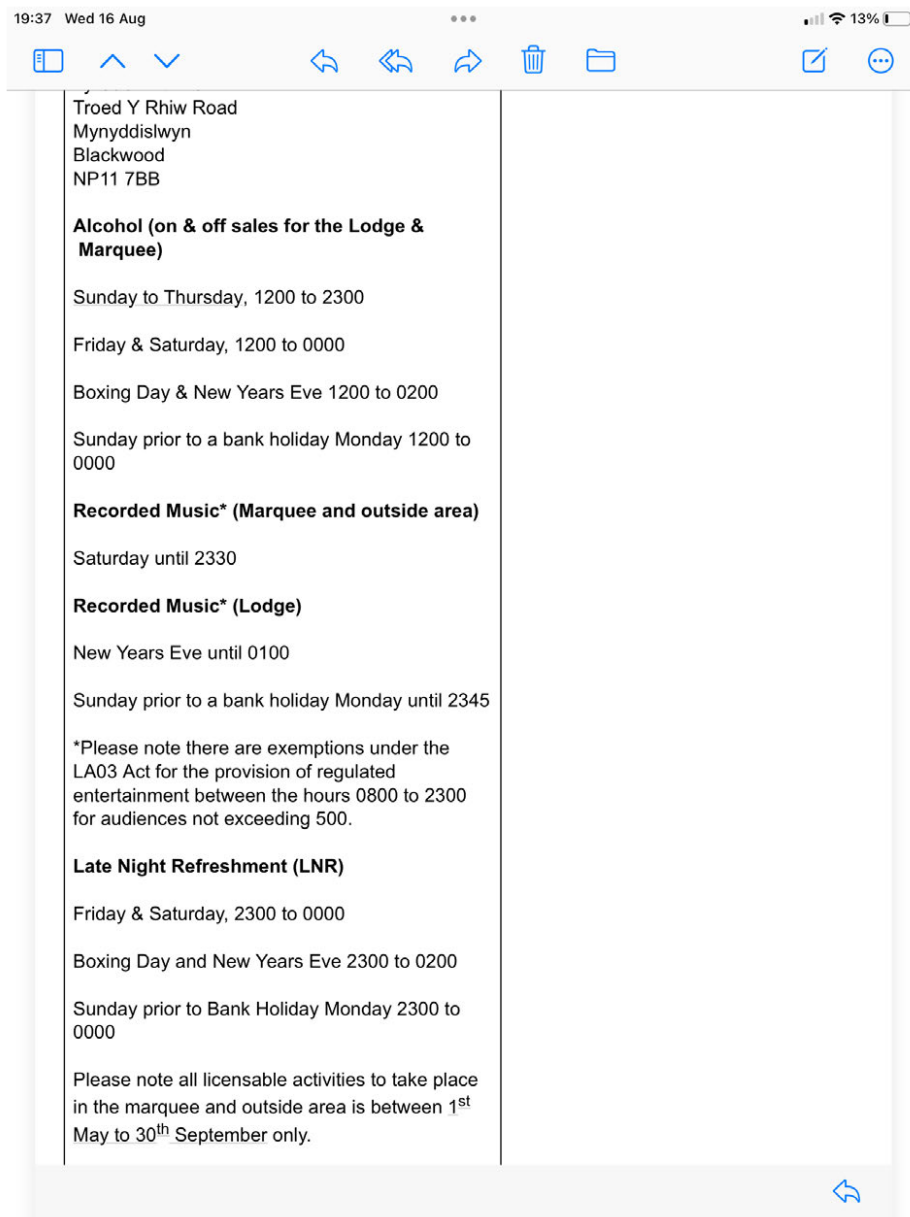 19:37 Wed 16 Aug
13%
Troed Y Rhiw Road
Mynyddislwyn
Blackwood
NP11 7BB
Alcohol (on & off sales for the Lodge &
Marquee)
Sunday to Thursday, 1200 to 2300
Friday & Saturday, 1200 to 0000
Boxing Day & New Years Eve 1200 to 0200
Sunday prior to a bank holiday Monday 1200 to
0000
Recorded Music* (Marquee and outside area)
Saturday until 2330
Recorded Music* (Lodge)
New Years Eve until 0100
Sunday prior to a bank holiday Monday until 2345
*Please note there are exemptions under the
LA03 Act for the provision of regulated
entertainment between the hours 0800 to 2300
for audiences not exceeding 500.
Late Night Refreshment (LNR)
Friday & Saturday, 2300 to 0000
Boxing Day and New Years Eve 2300 to 0200
Sunday prior to Bank Holiday Monday 2300 to
0000
Please note all licensable activities to take place
in the marquee and outside area is between 1st
May to 30th September only.